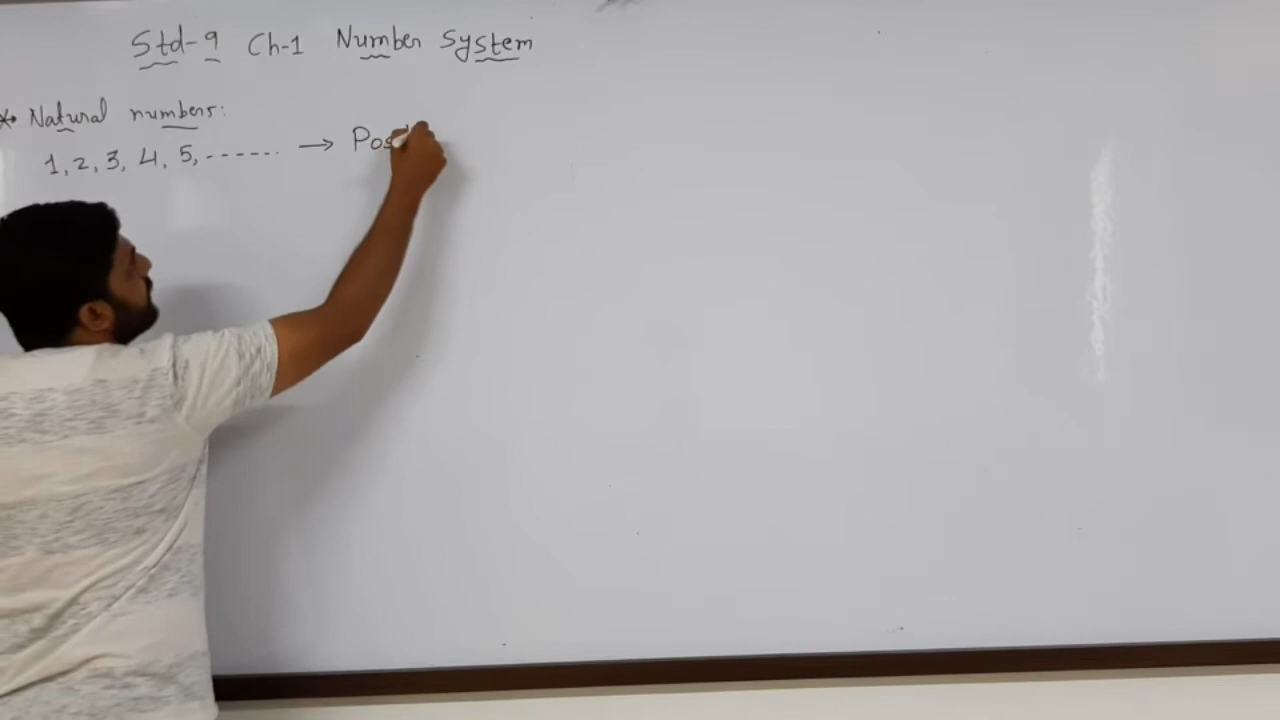 Std-9 Ch-1 Number System
* Natural numbers:
1, 2, 3, 4, 5, ------- → Pos